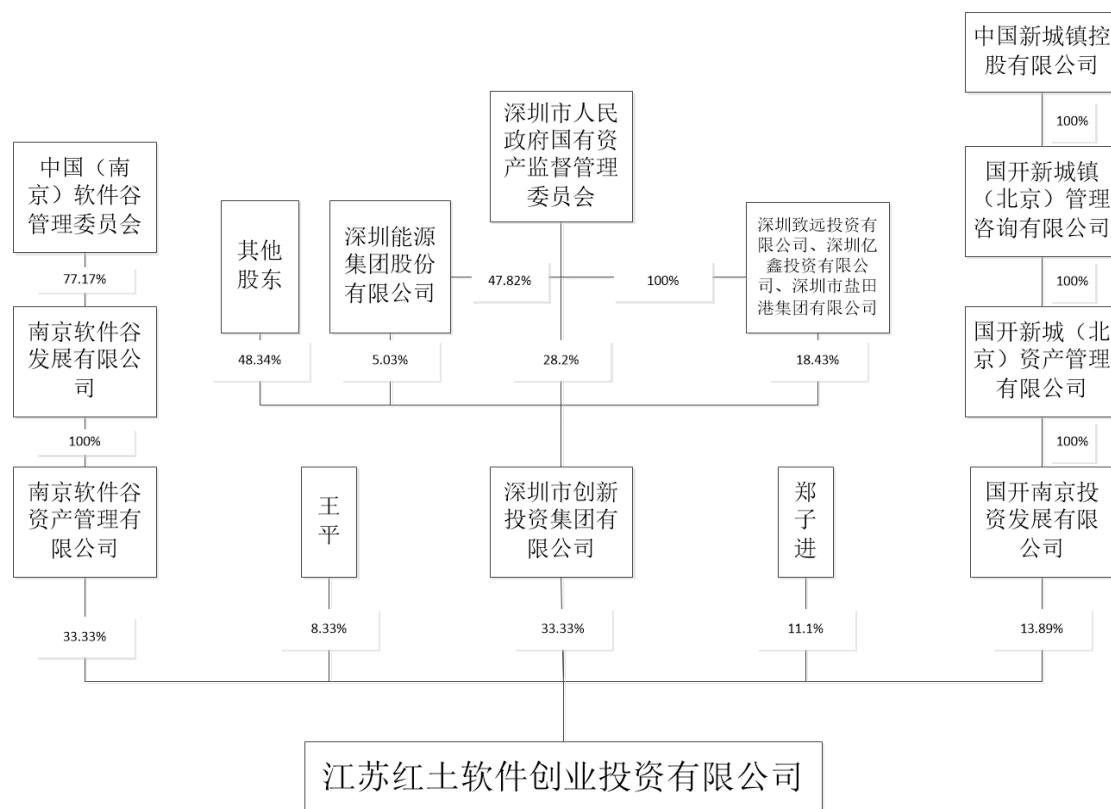 中国新城镇控
股有限公司
100%
深圳市人民
政府国有资
产监督管理
委员会
中国（南
京）软件谷
管理委员会
国开新城镇
（北京）管理
咨询有限公司
其他
股东
深圳能源
集团股份
有限公司
47.82%
100%
深圳致远投资有
限公司、深圳亿
鑫投资有限公
司、深圳市盐田
港集团有限公司
77.17%
100%
南京软件谷
发展有限公
司
48.34%
5.03%
28.2%
18.43%
国开新城（北
京）资产管理
有限公司
100%
100%
南京软件谷
资产管理有
限公司
王
平
深圳市创新
投资集团有
限公司
郑
子
进
国开南京投
资发展有限
公司
33.33%
8.33%
33.33%
11.1%
13.89%
江苏红土软件创业投资有限公司